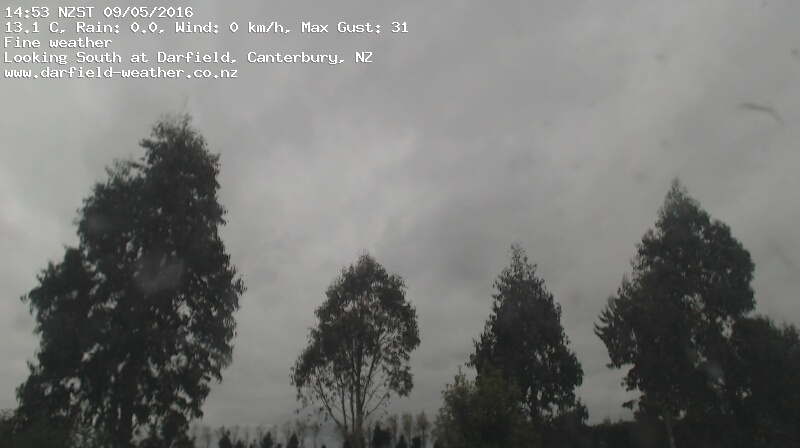 14:53 NZST 09/05/2016
13.1 C, Rain: 0.0, Wind: 0 km/h, Max Gust: 31
Fine weather
Looking South at Darfield, Canterbury, NZ
www.darfield-weather.co.nz